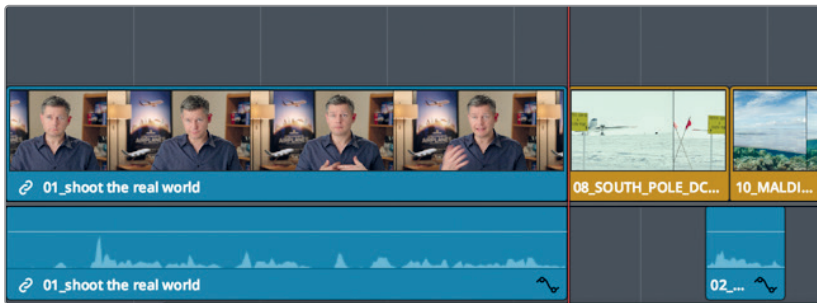 01_shoot the real world
08_SOUTH_POLE_DC...
10_MALDI...
01_shoot the real world
02_...